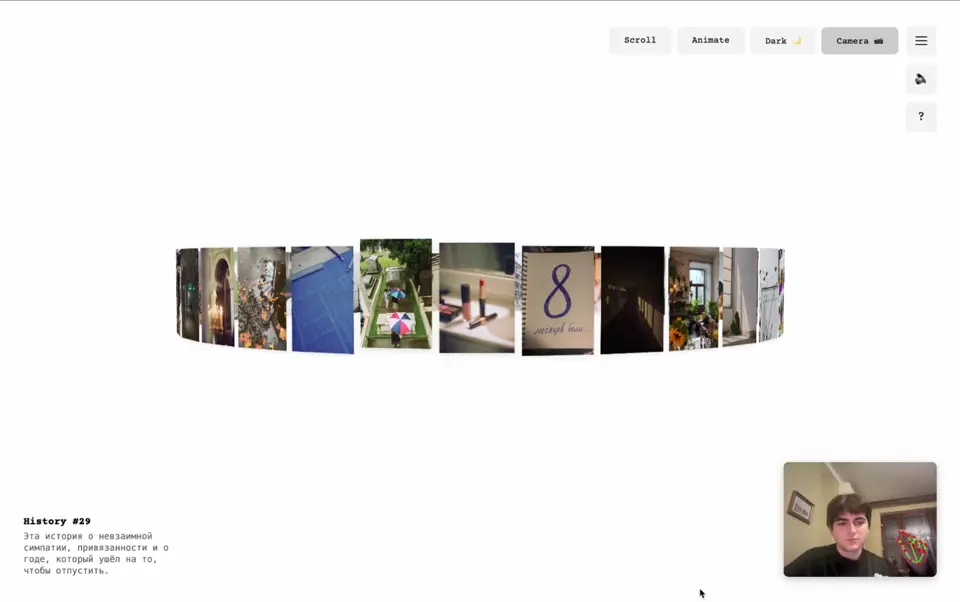 Scroll
Animate
Dark 🌙
Camera 📷
?
8
месяцев боли..
History #29
Эта история о невзаимной
симпатии, привязанности и о
годе, который ушёл на то,
чтобы отпустить.